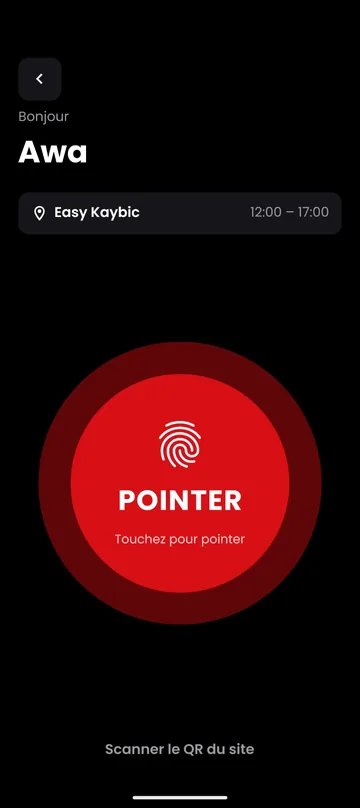 Bonjour
Awa
Easy Kaybic 12:00 – 17:00
POINTER
Touchez pour pointer
Scanner le QR du site